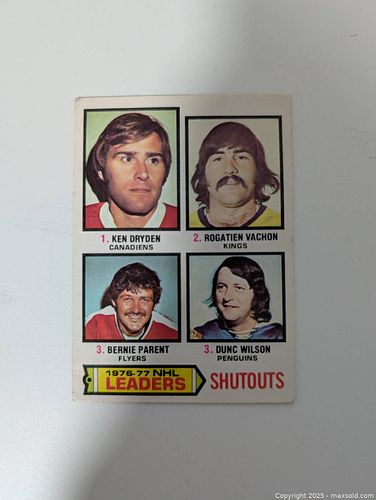 1. KEN DRYDEN
CANADIENS
2. ROGATIEN VACHON
KINGS
3. BERNIE PARENT
FLYERS
3. DUNC WILSON
PENGUINS
1976-77 NHL
LEADERS
SHUTOUTS
Copyright 2025 - maxsold.com